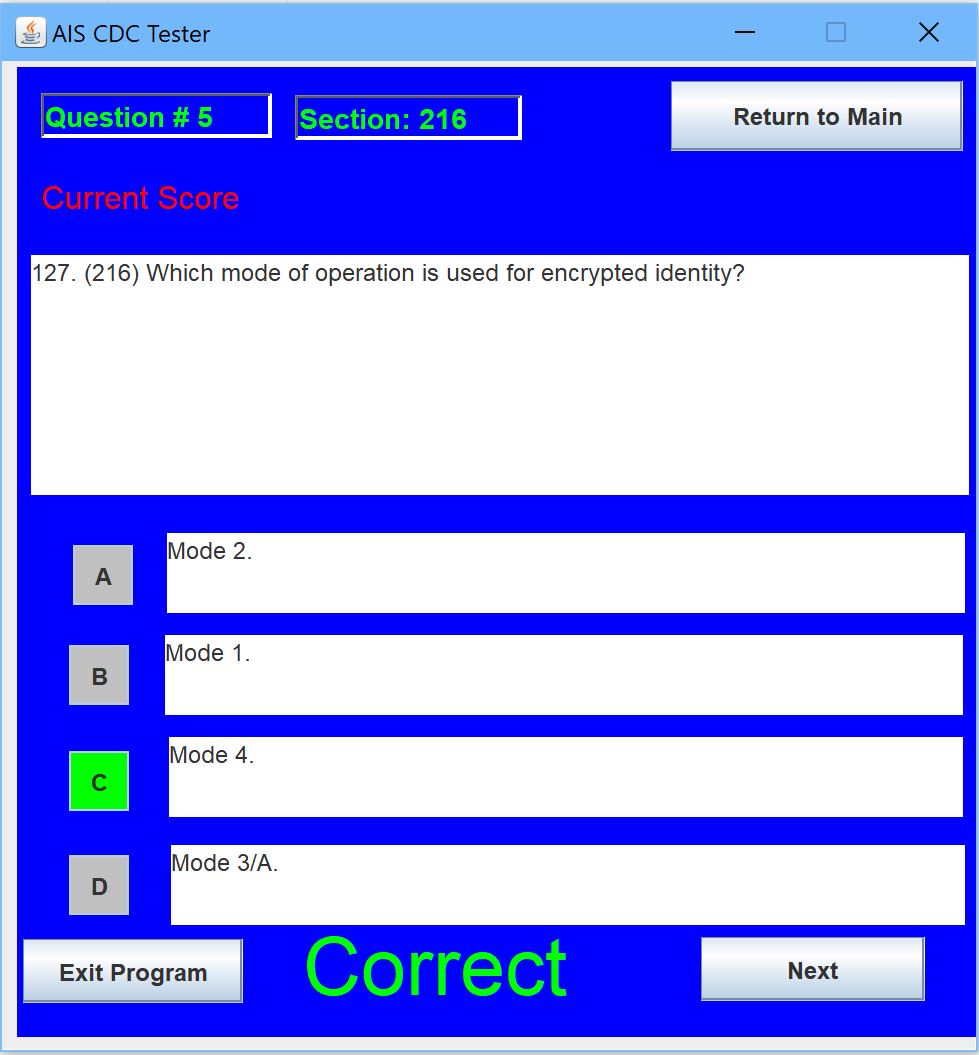 AIS CDC Tester
Question # 5
Section: 216
Return to Main
Current Score
127. (216) Which mode of operation is used for encrypted identity?
A
Mode 2.
B
Mode 1.
C
Mode 4.
D
Mode 3/A.
Exit Program
Correct
Next